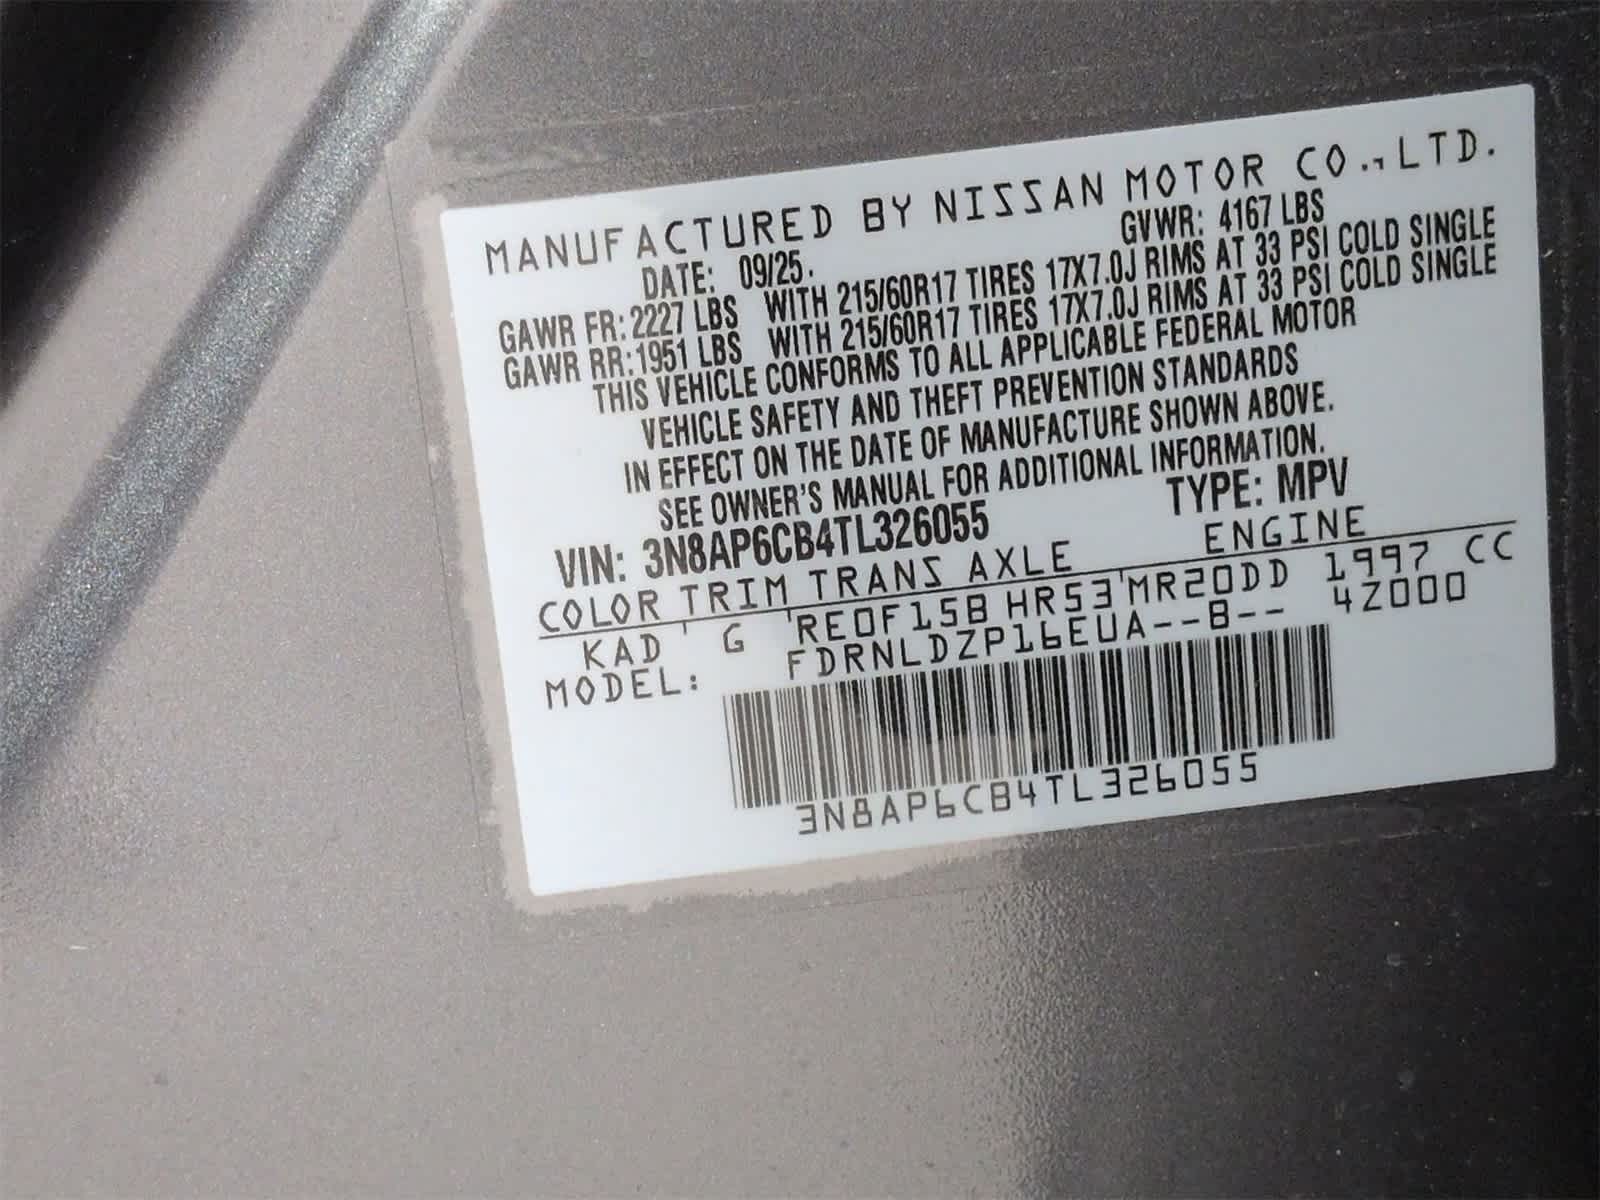 MANUFACTURED BY NISSAN MOTOR CO.,LTD.
DATE: 09/25. GVWR: 4167 LBS
GAWR FR:2227 LBS WITH 215/60R17 TIRES 17X7.0J RIMS AT 33 PSI COLD SINGLE
GAWR RR:1951 LBS WITH 215/60R17 TIRES 17X7.0J RIMS AT 33 PSI COLD SINGLE
THIS VEHICLE CONFORMS TO ALL APPLICABLE FEDERAL MOTOR
VEHICLE SAFETY AND THEFT PREVENTION STANDARDS
IN EFFECT ON THE DATE OF MANUFACTURE SHOWN ABOVE.
SEE OWNER'S MANUAL FOR ADDITIONAL INFORMATION.
VIN: 3N8AP6CB4TL326055 TYPE: MPV
COLOR TRIM TRANS AXLE ENGINE
KAD G RE0F15B HR53 MR20DD 1997 CC
MODEL: FDRNLDZP16EUA--B-- 4Z000
3N8AP6CB4TL326055